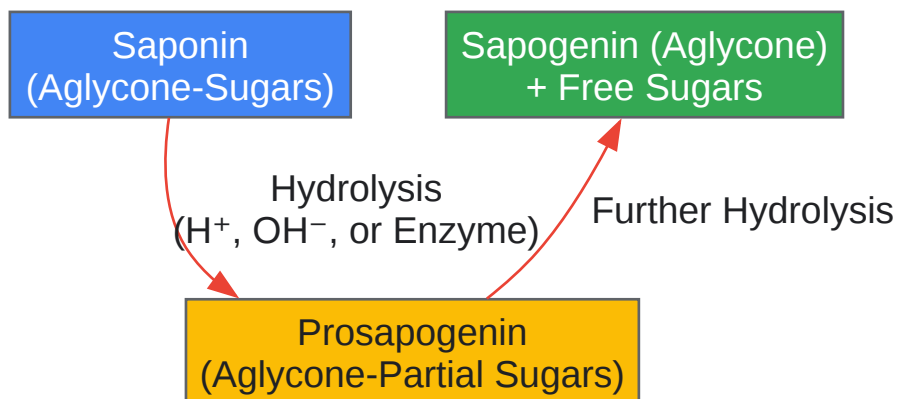 Saponin
(Aglycone-Sugars)
Sapogenin (Aglycone)
+ Free Sugars
Hydrolysis
(H⁺, OH⁻, or Enzyme)
Further Hydrolysis
Prosapogenin
(Aglycone-Partial Sugars)